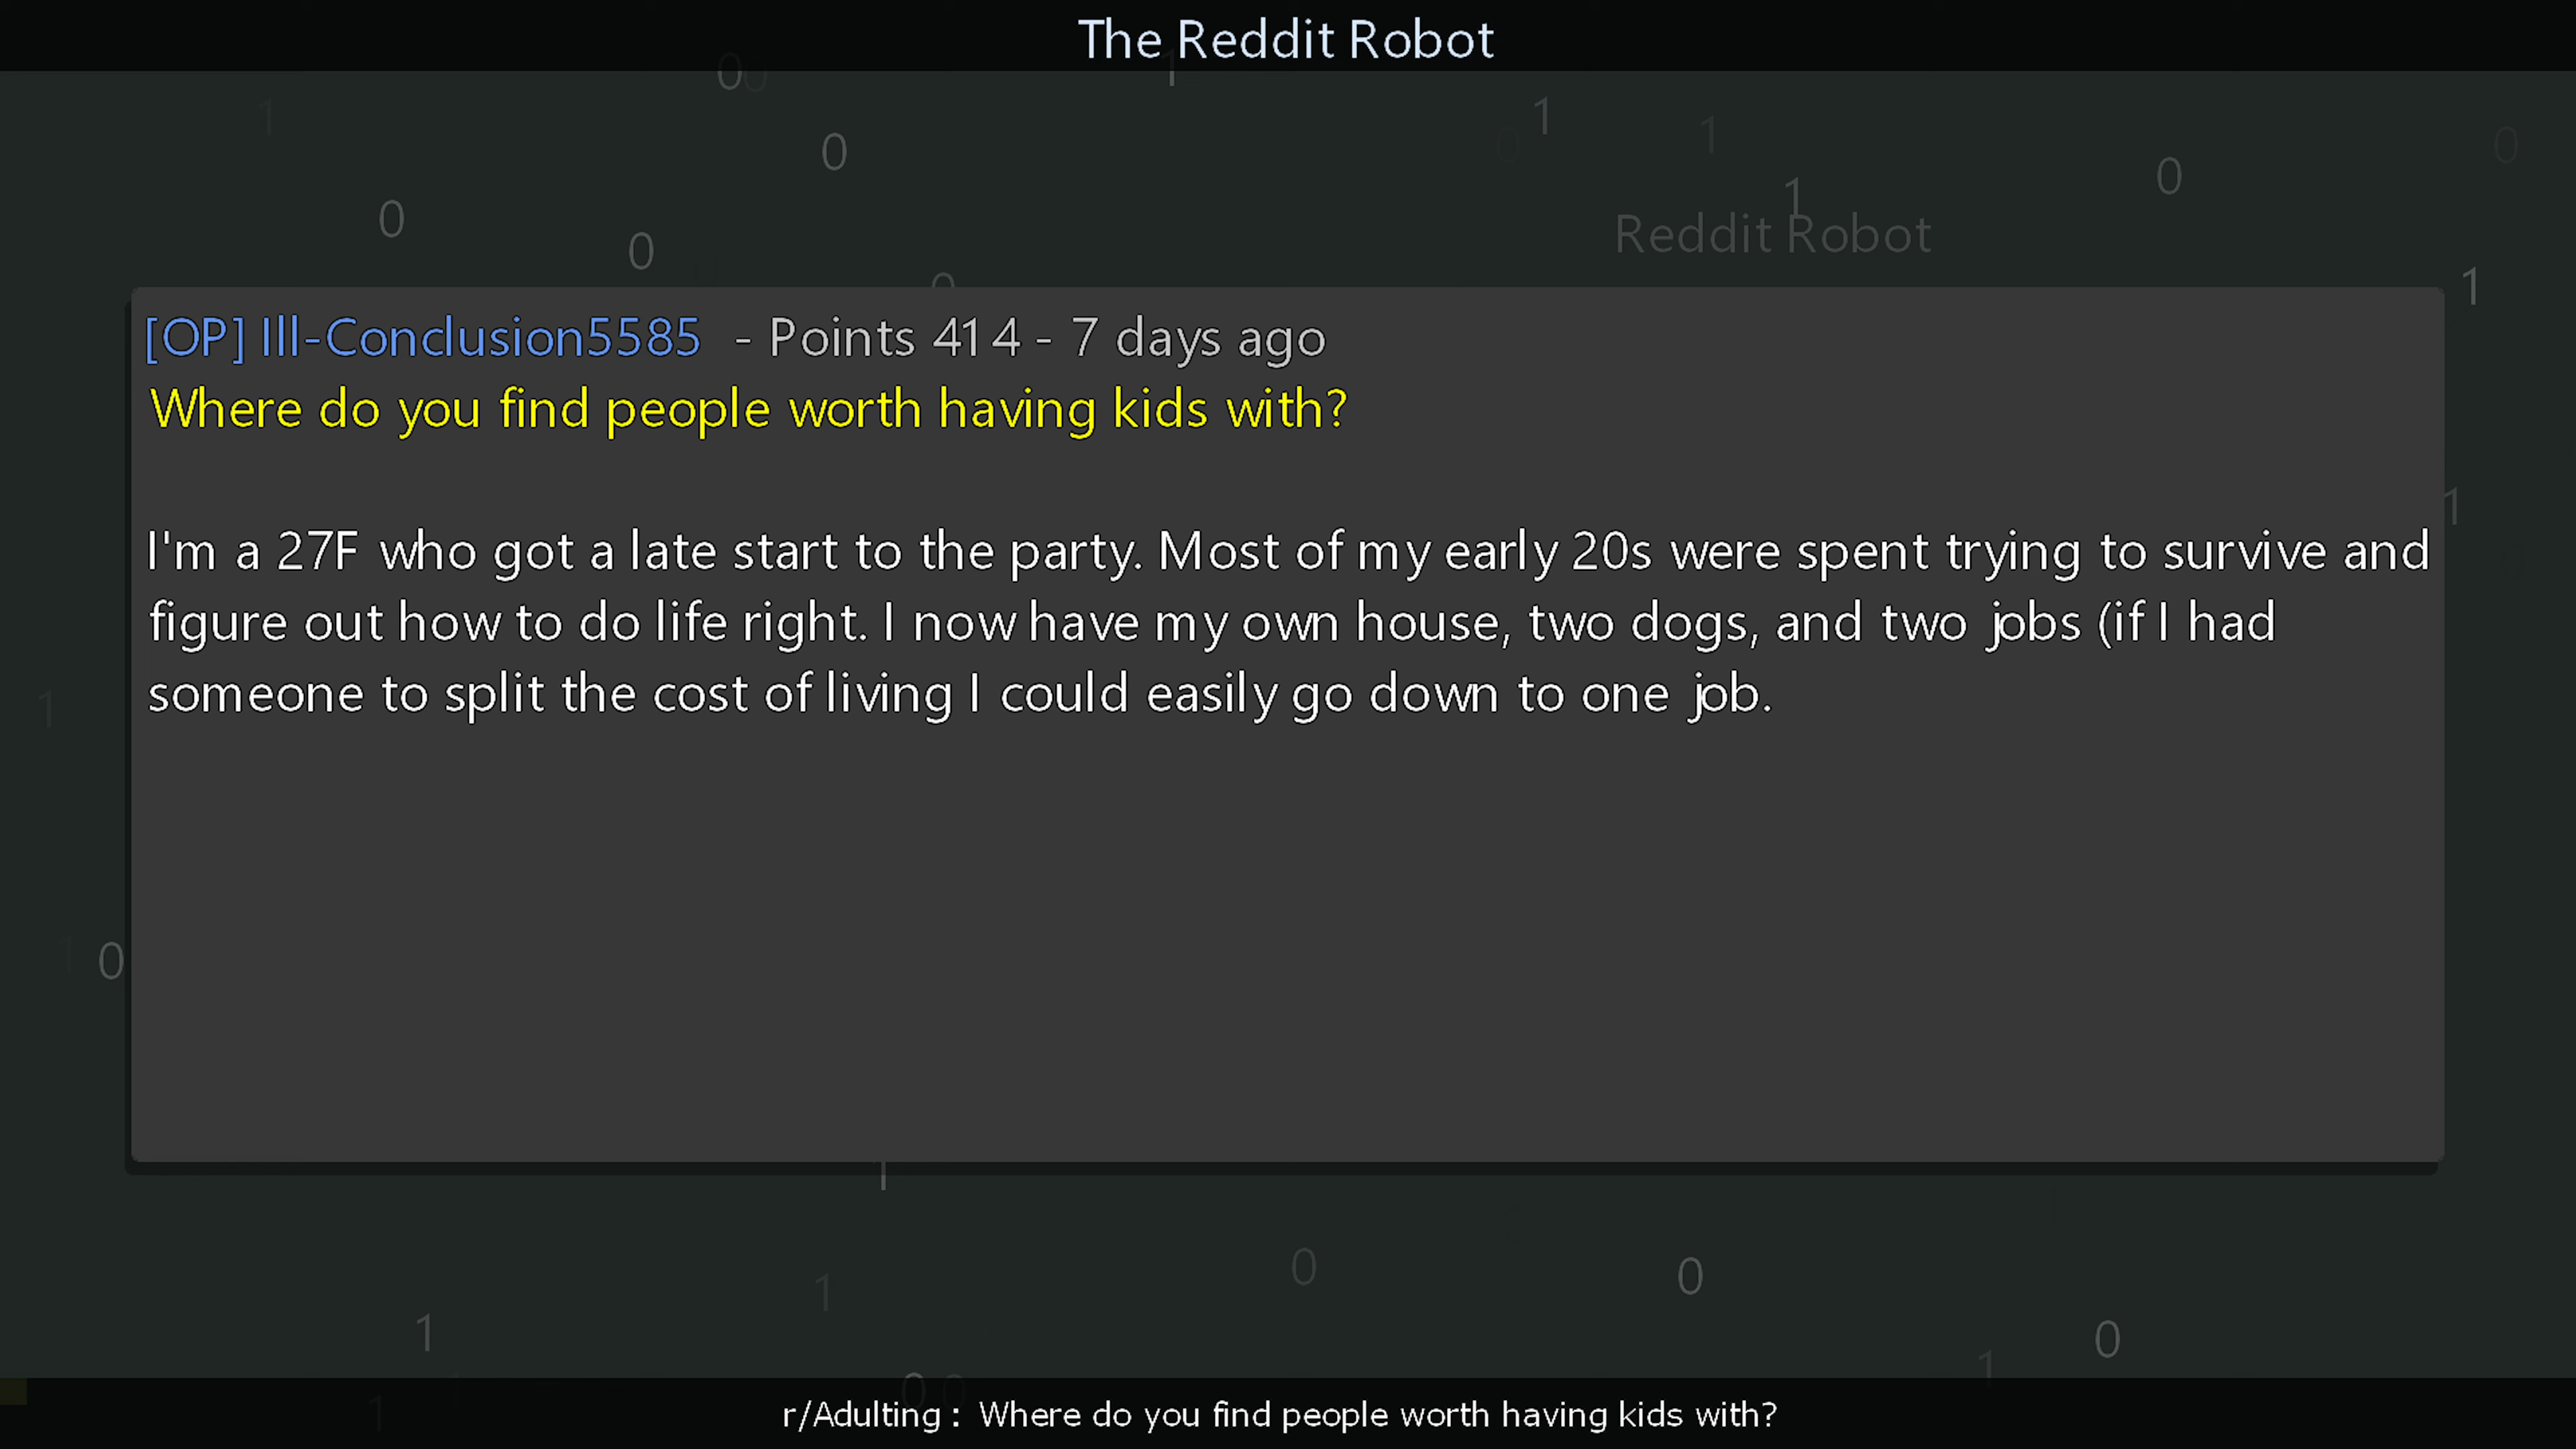 The Reddit Robot
Reddit Robot
[OP] Ill-Conclusion5585 - Points 414 - 7 days ago
Where do you find people worth having kids with?
I'm a 27F who got a late start to the party. Most of my early 20s were spent trying to survive and
figure out how to do life right. I now have my own house, two dogs, and two jobs (if I had
someone to split the cost of living I could easily go down to one job.
r/Adulting : Where do you find people worth having kids with?